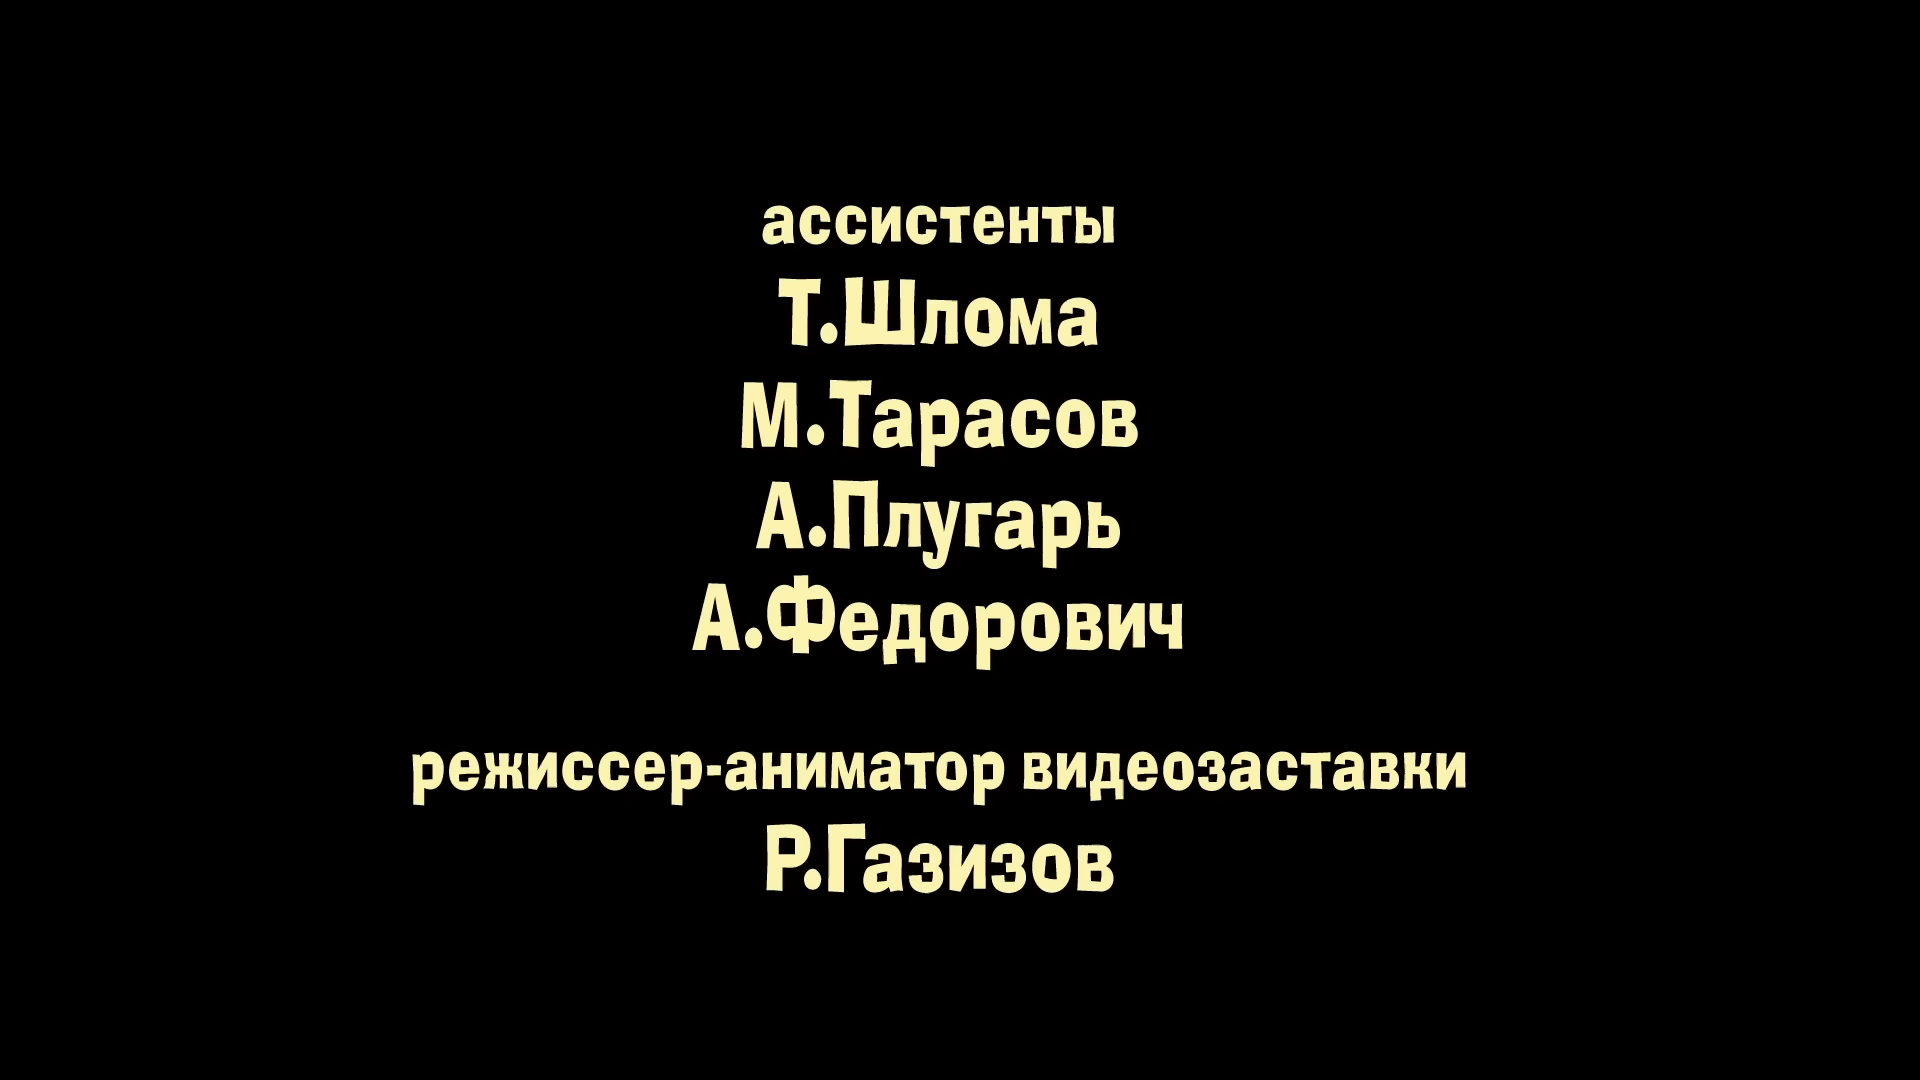 ассистенты
Т.Шлома
М.Тарасов
А.Плугарь
А.Федорович
режиссер-аниматор видеозаставки
Р.Газизов